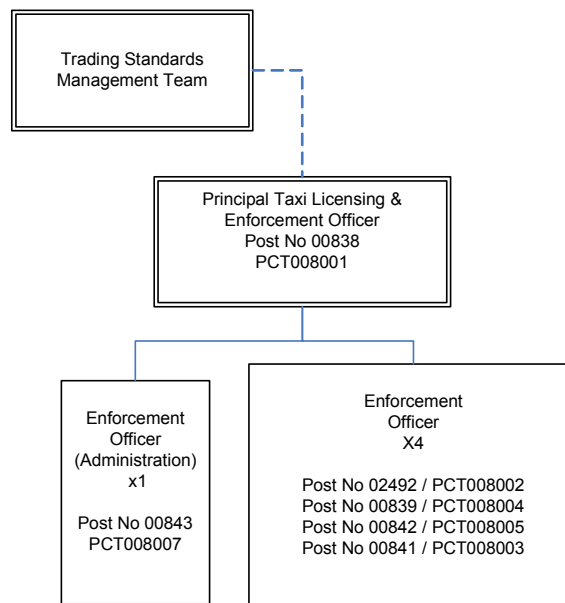 Trading Standards
Management Team
Principal Taxi Licensing &
Enforcement Officer
Post No 00838
PCT008001
Enforcement
Officer
(Administration)
x1
Post No 00843
PCT008007
Enforcement
Officer
X4
Post No 02492 / PCT008002
Post No 00839 / PCT008004
Post No 00842 / PCT008005
Post No 00841 / PCT008003